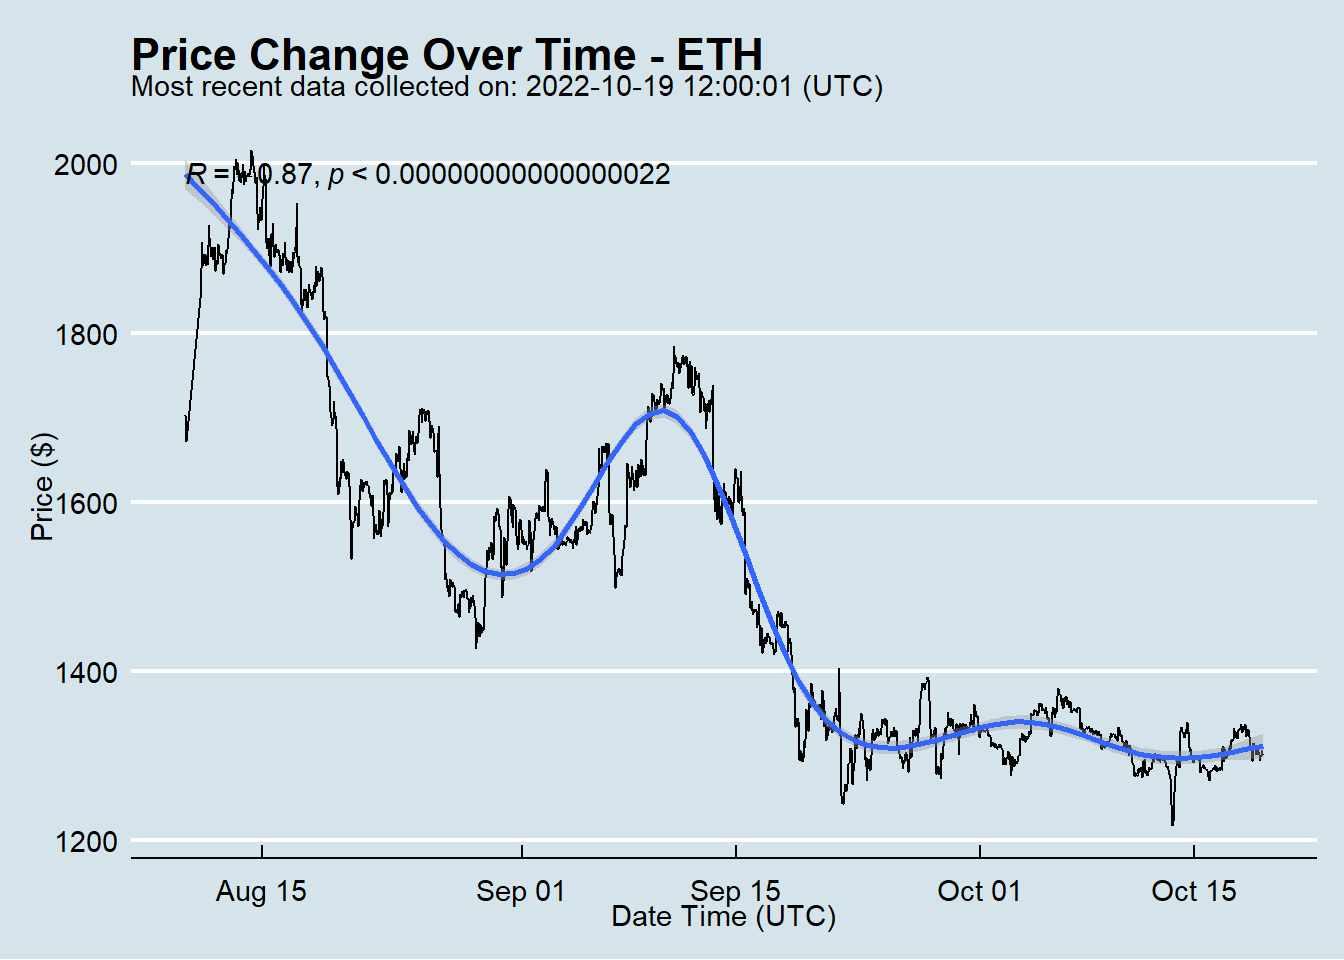 Price Change Over Time - ETH
Most recent data collected on: 2022-10-19 12:00:01 (UTC)
R = -0.87, p < 0.00000000000000022
2000
1800
1600
1400
1200
Price ($)
Aug 15 Sep 01 Sep 15 Oct 01 Oct 15
Date Time (UTC)